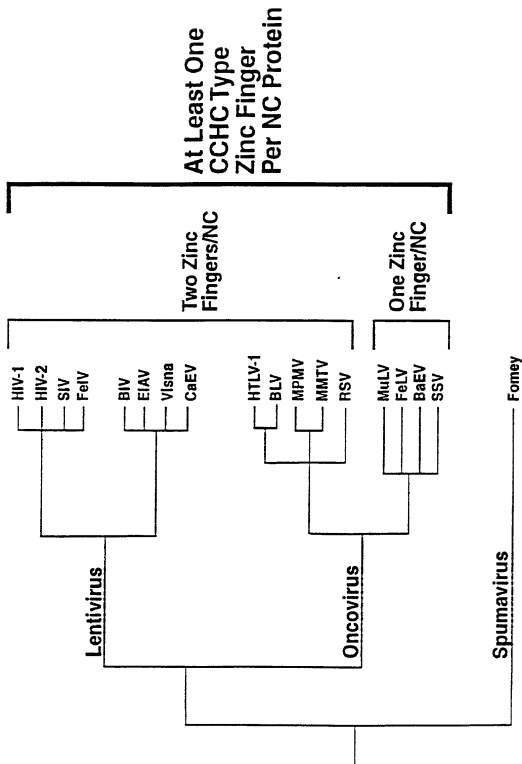 At Least One
CCHC Type
Zinc Finger
Per NC Protein
Two Zinc
Fingers/NC
One Zinc
Finger/NC
HIV-1
HIV-2
SIV
FeIV
BIV
EIAV
Visna
CaEV
HTLV-1
BLV
MPMV
MMTV
RSV
MuLV
FeLV
BaEV
SSV
Fomey
Lentivirus
Oncovirus
Spumavirus